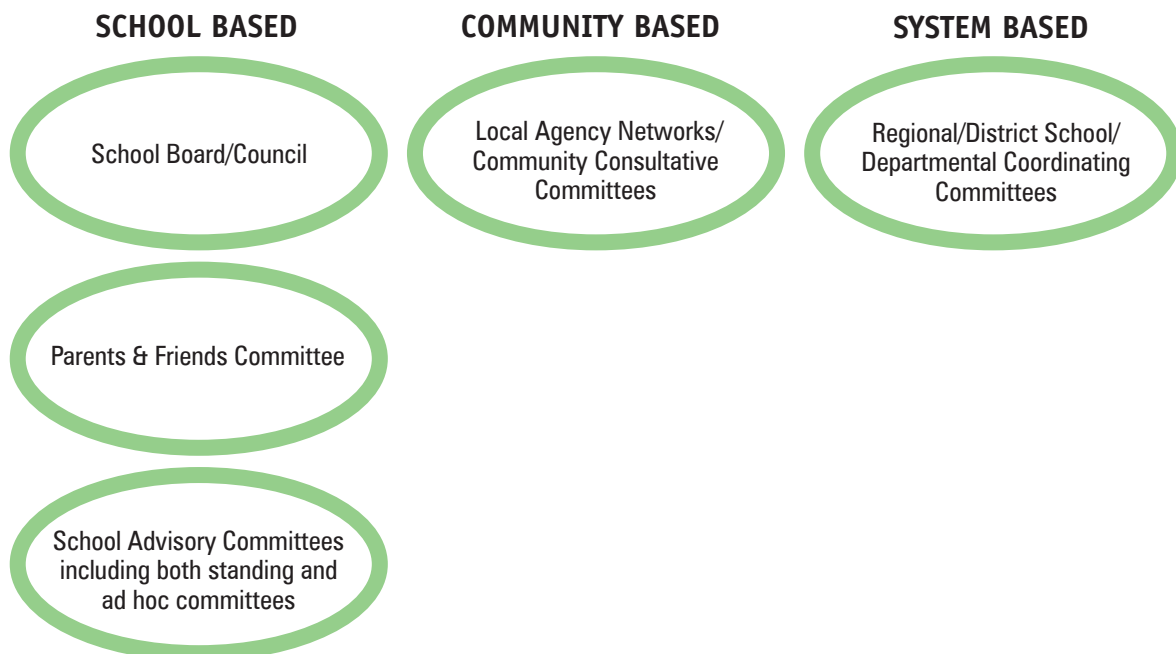 SCHOOL BASED
School Board/Council
Parents & Friends Committee
School Advisory Committees
including both standing and
ad hoc committees
COMMUNITY BASED
Local Agency Networks/
Community Consultative
Committees
SYSTEM BASED
Regional/District School/
Departmental Coordinating
Committees